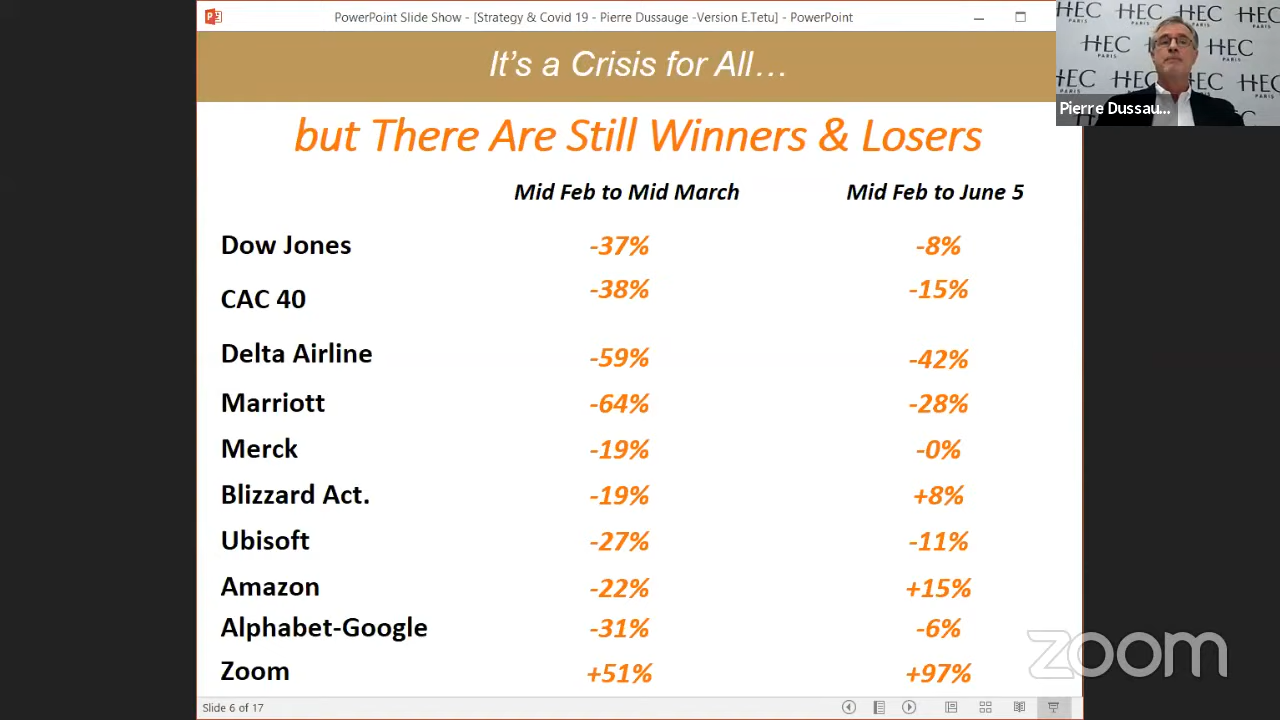 PowerPoint Slide Show - [Strategy & Covid 19 - Pierre Dussauge -Version E.Tetu] - PowerPoint
It's a Crisis for All…
but There Are Still Winners & Losers
Mid Feb to Mid March Mid Feb to June 5
Dow Jones -37% -8%
CAC 40 -38% -15%
Delta Airline -59% -42%
Marriott -64% -28%
Merck -19% -0%
Blizzard Act. -19% +8%
Ubisoft -27% -11%
Amazon -22% +15%
Alphabet-Google -31% -6%
Zoom +51% +97%
Slide 6 of 17
HEC PARIS
Pierre Dussau...
zoom